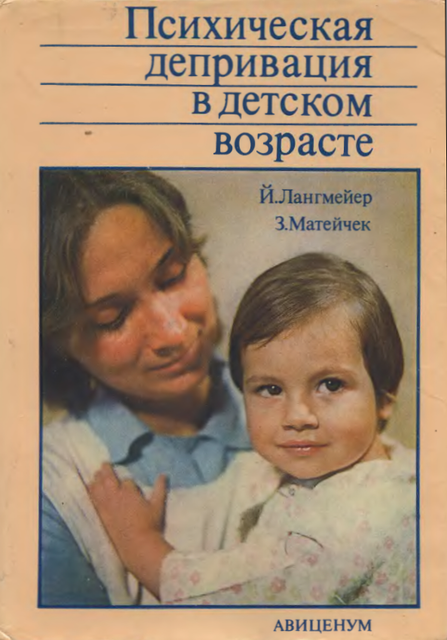 Психическая
депривация
в детском
возрасте
Й.Лангмейер
З.Матейчек
АВИЦЕНУМ